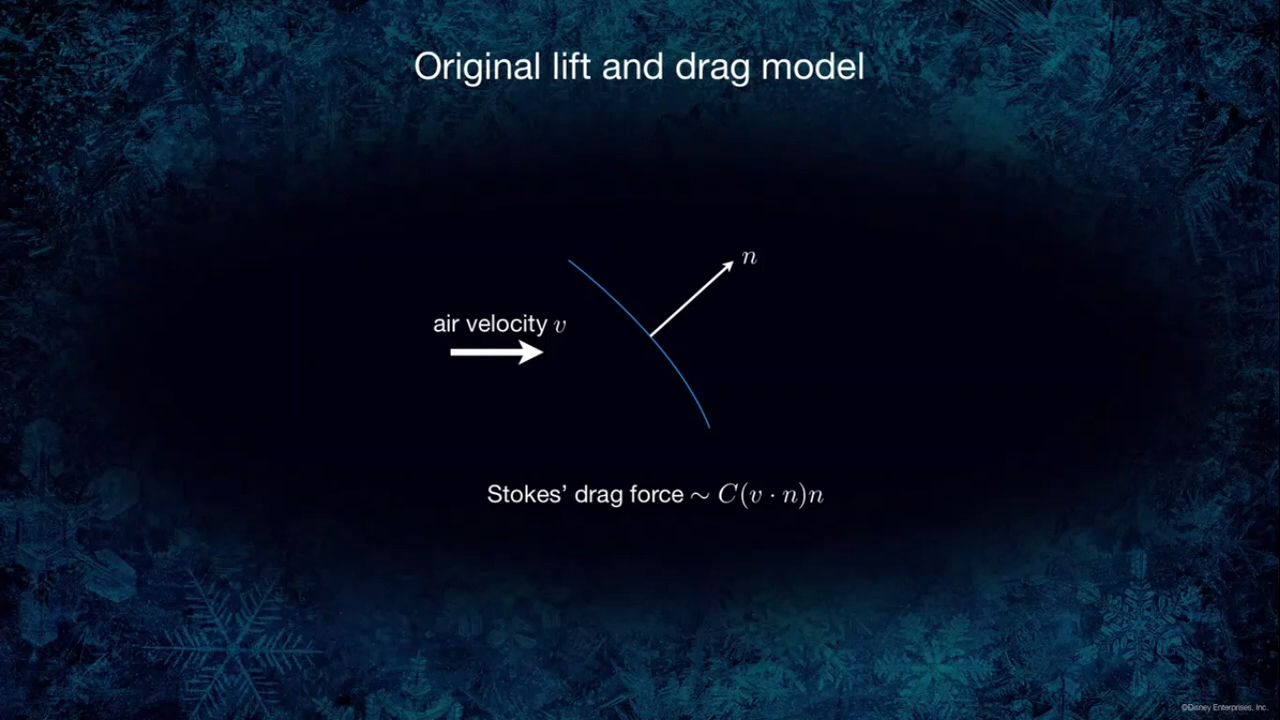 Original lift and drag model
n
air velocity v
Stokes’ drag force ∼ C(v · n)n
©Disney Enterprises, Inc.